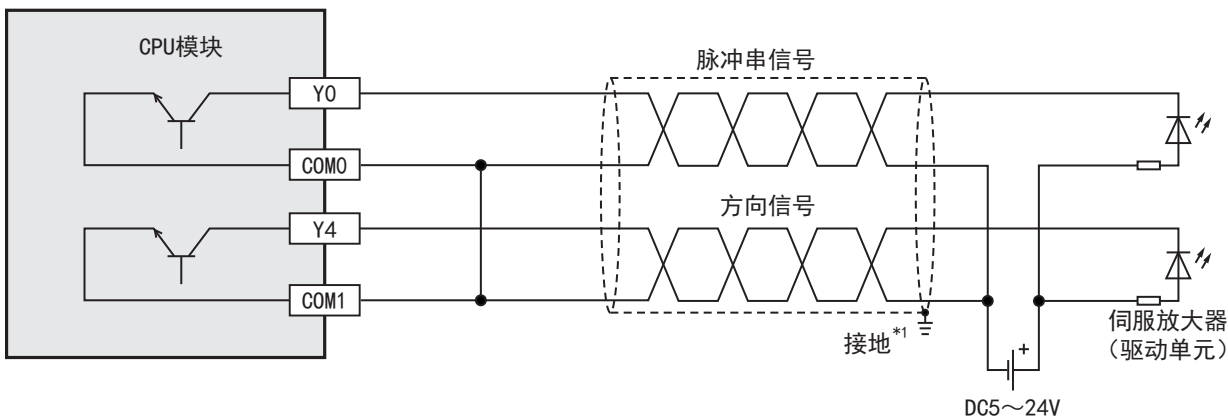 CPU模块
脉冲串信号
Y0
COM0
方向信号
Y4
COM1
接地*1
伺服放大器
(驱动单元)
+
DC5～24V